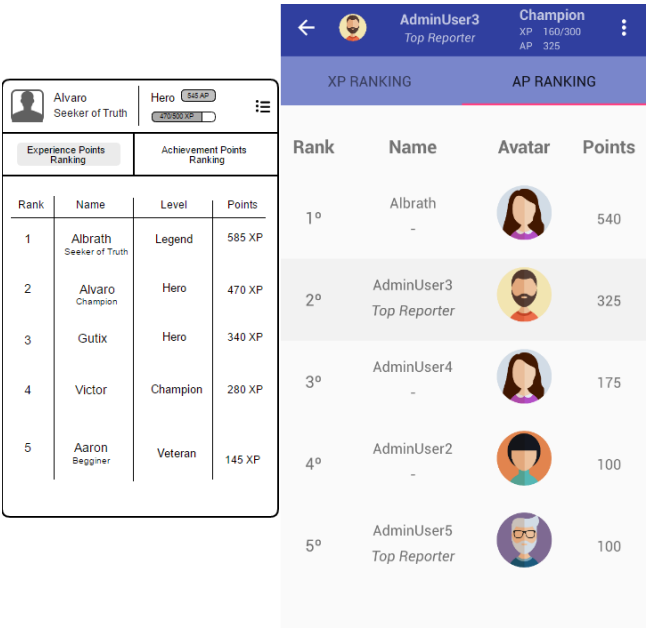 Alvaro
Seeker of Truth
Hero 545 AP
470/500 XP
Experience Points
Ranking
Achievement Points
Ranking
Rank Name Level Points
1 Albrath Legend 585 XP
Seeker of Truth
2 Alvaro Hero 470 XP
Champion
3 Gutix Hero 340 XP
4 Victor Champion 280 XP
5 Aaron Veteran 145 XP
Begginer
AdminUser3
Top Reporter
Champion
XP 160/300
AP 325
XP RANKING AP RANKING
Rank Name Avatar Points
1º Albrath 540
-
2º AdminUser3 325
Top Reporter
3º AdminUser4 175
-
4º AdminUser2 100
-
5º AdminUser5 100
Top Reporter